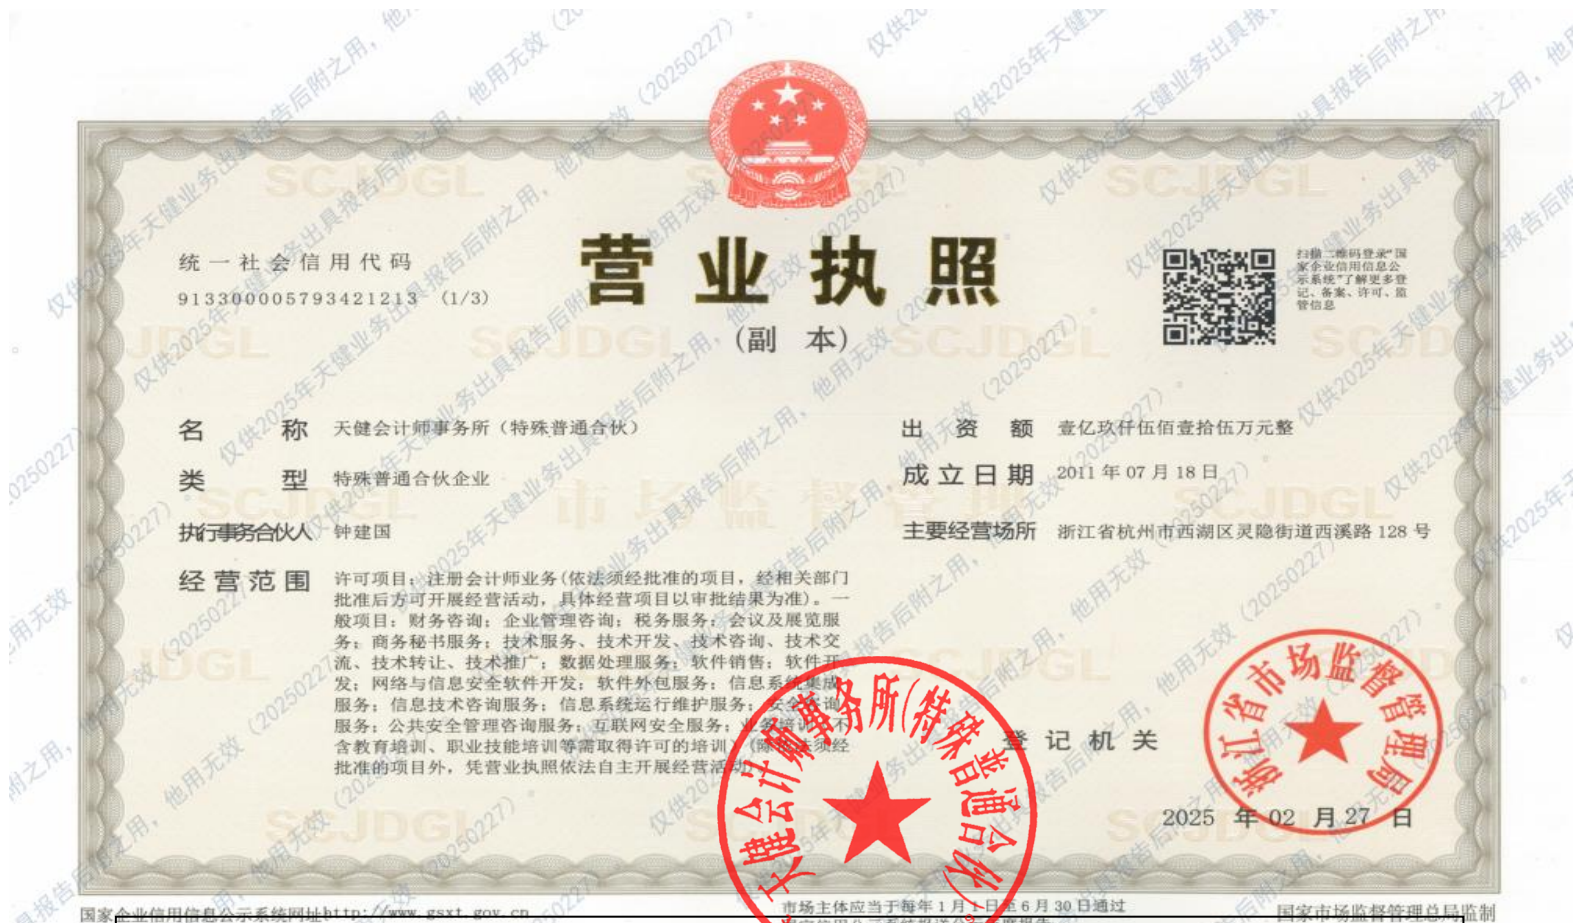 营业执照
(副 本)
统一社会信用代码
913300005793421213 (1/3)
扫描二维码登录“国
家企业信用信息公
示系统”了解更多登
记、备案、许可、监
管信息
名 称 天健会计师事务所（特殊普通合伙）
类 型 特殊普通合伙企业
执行事务合伙人 钟建国
经营范围 许可项目：注册会计师业务(依法须经批准的项目，经相关部门
批准后方可开展经营活动，具体经营项目以审批结果为准)。一
般项目：财务咨询；企业管理咨询；税务服务；会议及展览服
务；商务秘书服务；技术服务、技术开发、技术咨询、技术交
流、技术转让、技术推广；数据处理服务；软件销售；软件开
发；网络与信息安全软件开发；软件外包服务；信息系统集成
服务；信息技术咨询服务；信息系统运行维护服务；安全咨询
服务；公共安全管理咨询服务；互联网安全服务；业务培训(不
含教育培训、职业技能培训等需取得许可的培训)(除依法须经
批准的项目外，凭营业执照依法自主开展经营活动)
出 资 额 壹亿玖仟伍佰壹拾伍万元整
成立日期 2011 年 07 月 18 日
主要经营场所 浙江省杭州市西湖区灵隐街道西溪路 128 号
登记机关
2025 年 02 月 27 日
浙江省市场监督管理局
天健会计师事务所(特殊普通合伙)
国家企业信用信息公示系统网址http://www.gsxt.gov.cn
市场主体应当于每年 1 月 1 日至 6 月 30 日通过
国家市场监督管理总局监制
仅供2025年天健业务出具报告后附之用，他用无效（20250227）。
SCJDGL
市场监督管理